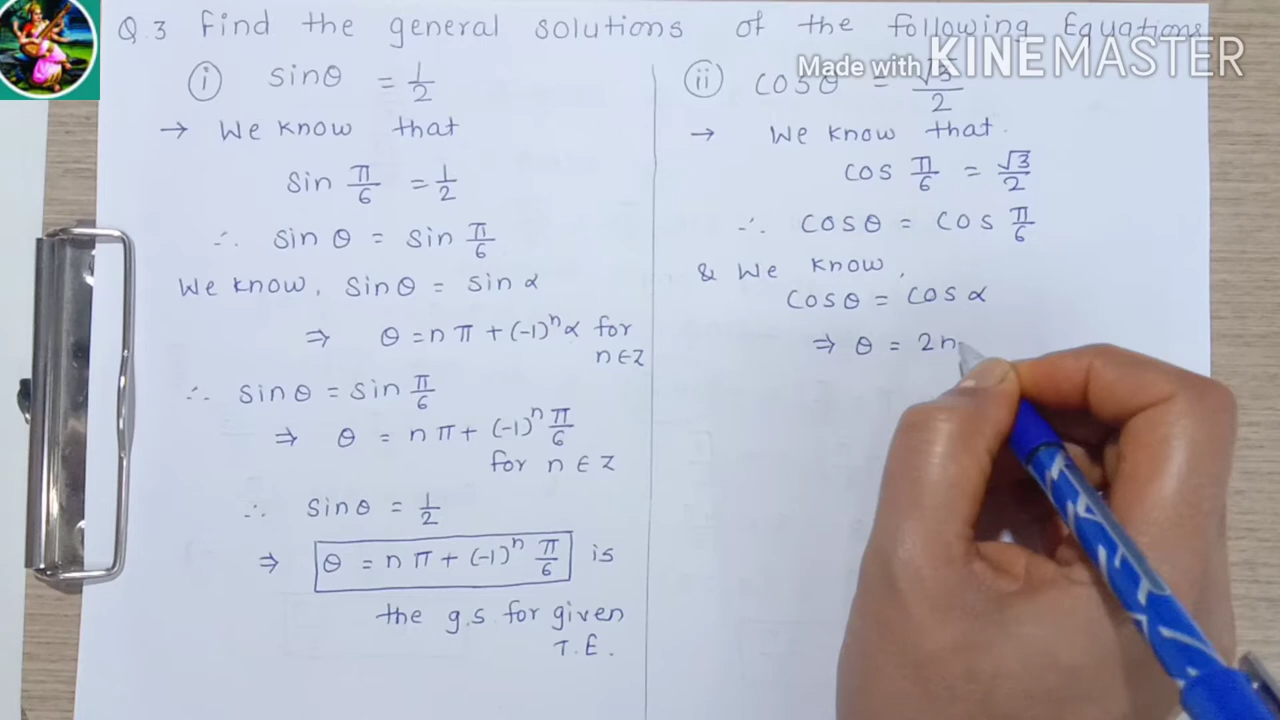 Q.3 Find the general solutions of the following Equations
Made with KINEMASTER
(i) sinθ = 1/2
→ We know that
sin π/6 = 1/2
∴ sin θ = sin π/6
We know, sinθ = sin α
⇒ θ = n π + (-1)ⁿ α for
n ∈ Z
∴ sinθ = sin π/6
⇒ θ = n π + (-1)ⁿ π/6
for n ∈ Z
∴ sinθ = 1/2
⇒ θ = n π + (-1)ⁿ π/6 is
the g.s for given
T.E.
(ii) cosθ = √3/2
→ We know that.
cos π/6 = √3/2
∴ cosθ = cos π/6
& We know,
cosθ = cos α
⇒ θ = 2n